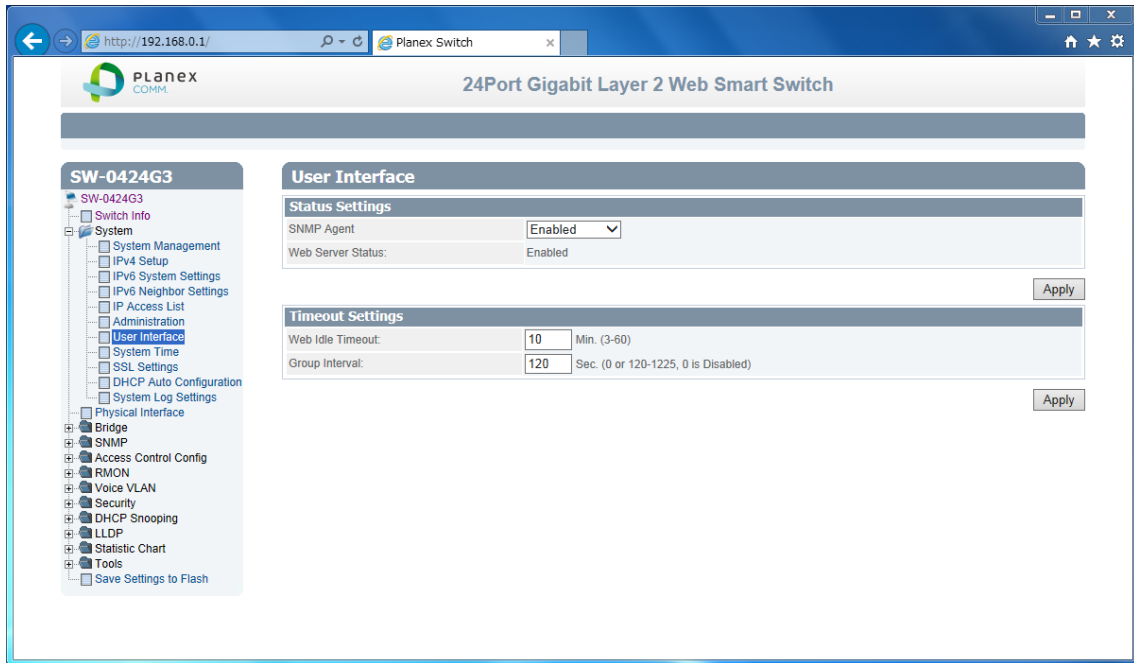 http://192.168.0.1/
Planex Switch
PLANEX
COMM.
24Port Gigabit Layer 2 Web Smart Switch
SW-0424G3
SW-0424G3
Switch Info
System
System Management
IPv4 Setup
IPv6 System Settings
IPv6 Neighbor Settings
IP Access List
Administration
User Interface
System Time
SSL Settings
DHCP Auto Configuration
System Log Settings
Physical Interface
Bridge
SNMP
Access Control Config
RMON
Voice VLAN
Security
DHCP Snooping
LLDP
Statistic Chart
Tools
Save Settings to Flash
User Interface
Status Settings
SNMP Agent Enabled
Web Server Status: Enabled
Apply
Timeout Settings
Web Idle Timeout: 10 Min. (3-60)
Group Interval: 120 Sec. (0 or 120-1225, 0 is Disabled)
Apply